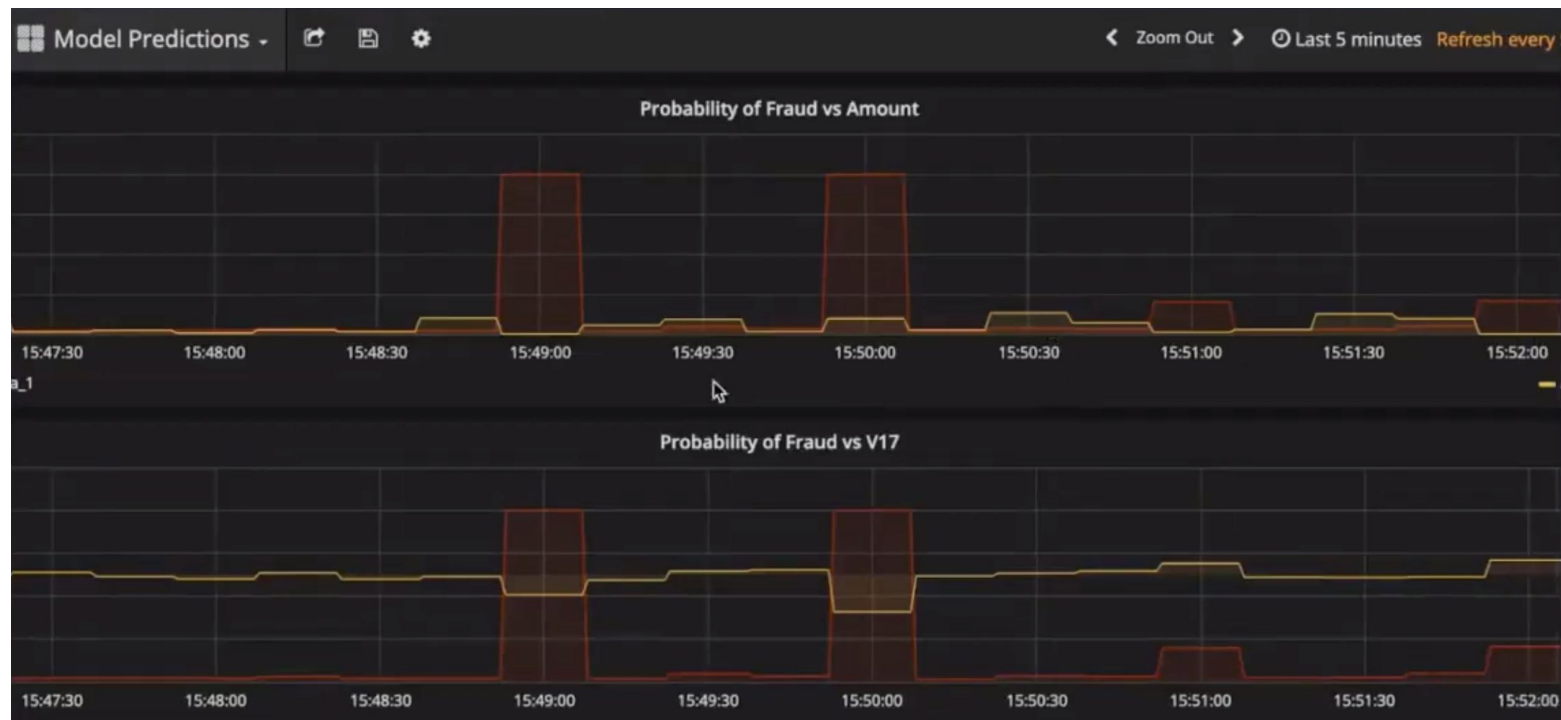 Model Predictions
Zoom Out
Last 5 minutes
Refresh every
Probability of Fraud vs Amount
15:47:30 15:48:00 15:48:30 15:49:00 15:49:30 15:50:00 15:50:30 15:51:00 15:51:30 15:52:00
a_1
Probability of Fraud vs V17
15:47:30 15:48:00 15:48:30 15:49:00 15:49:30 15:50:00 15:50:30 15:51:00 15:51:30 15:52:00